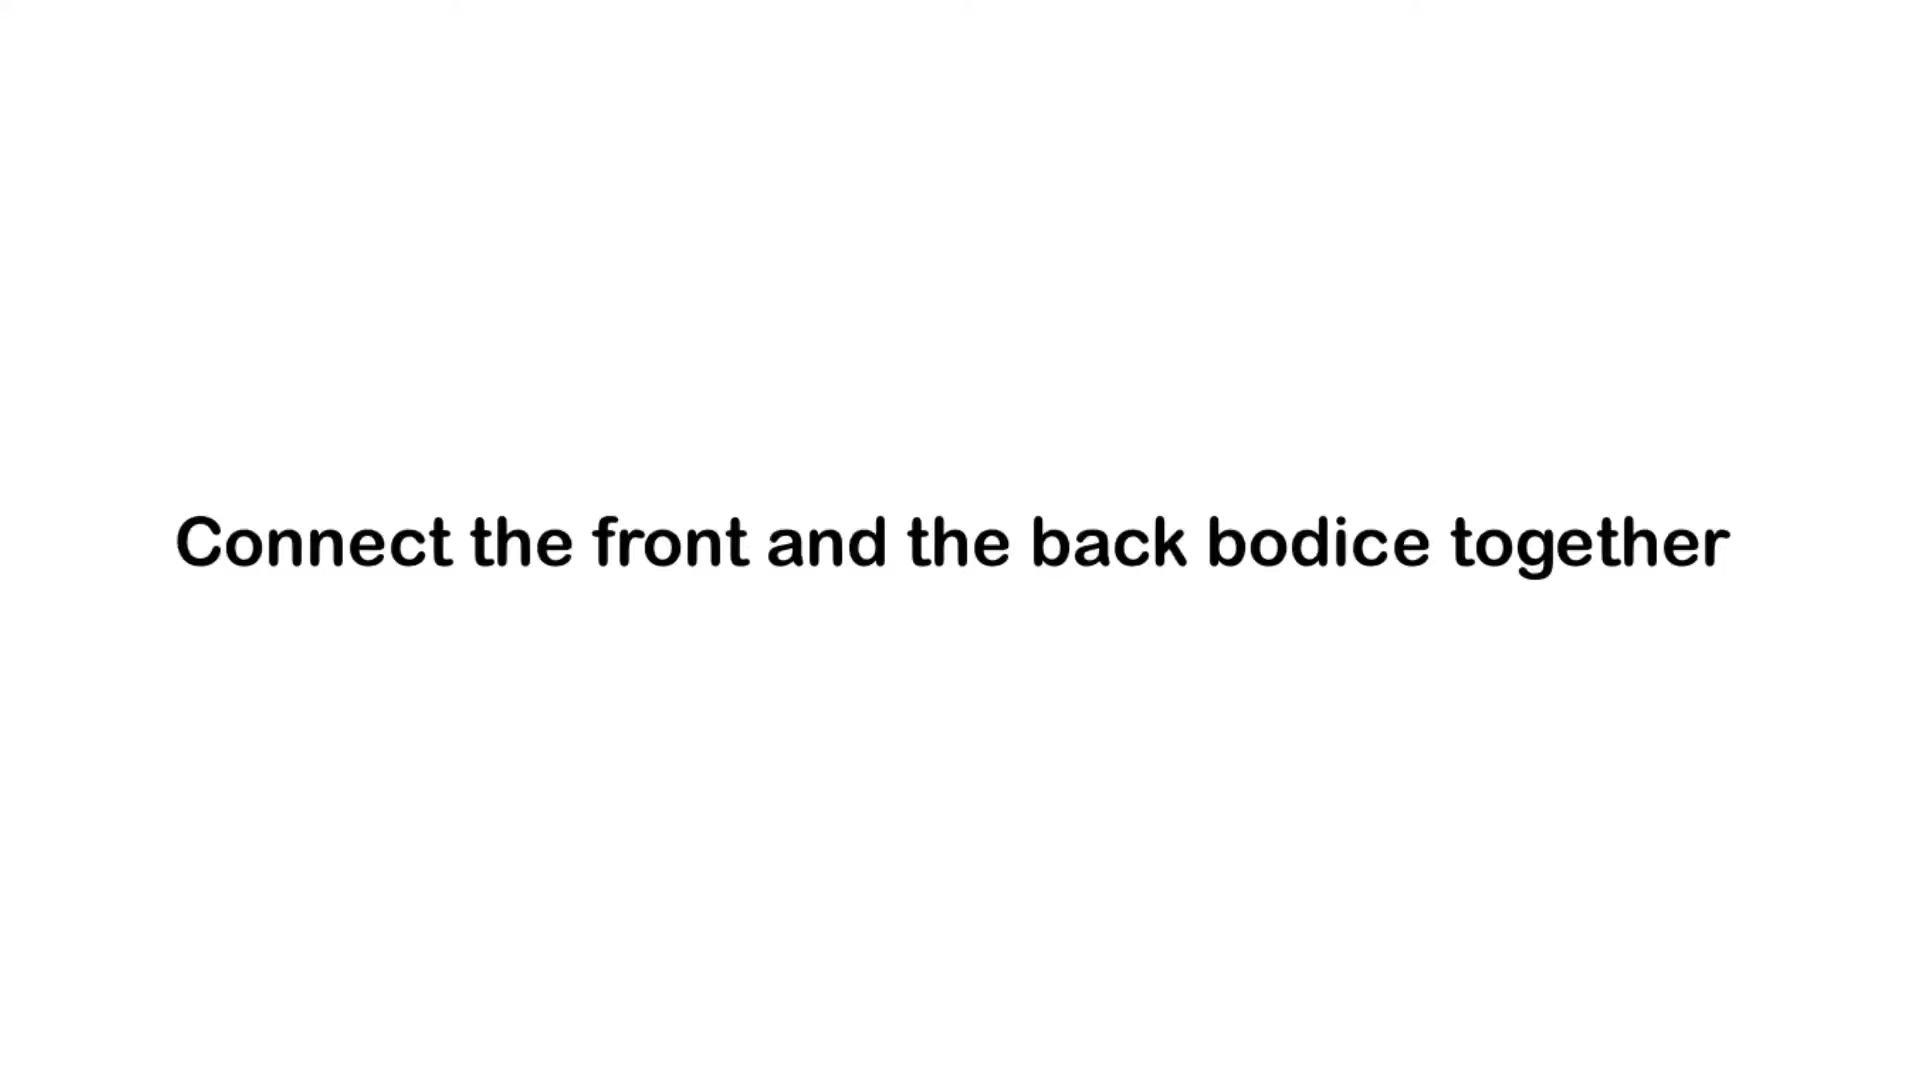 Connect the front and the back bodice together